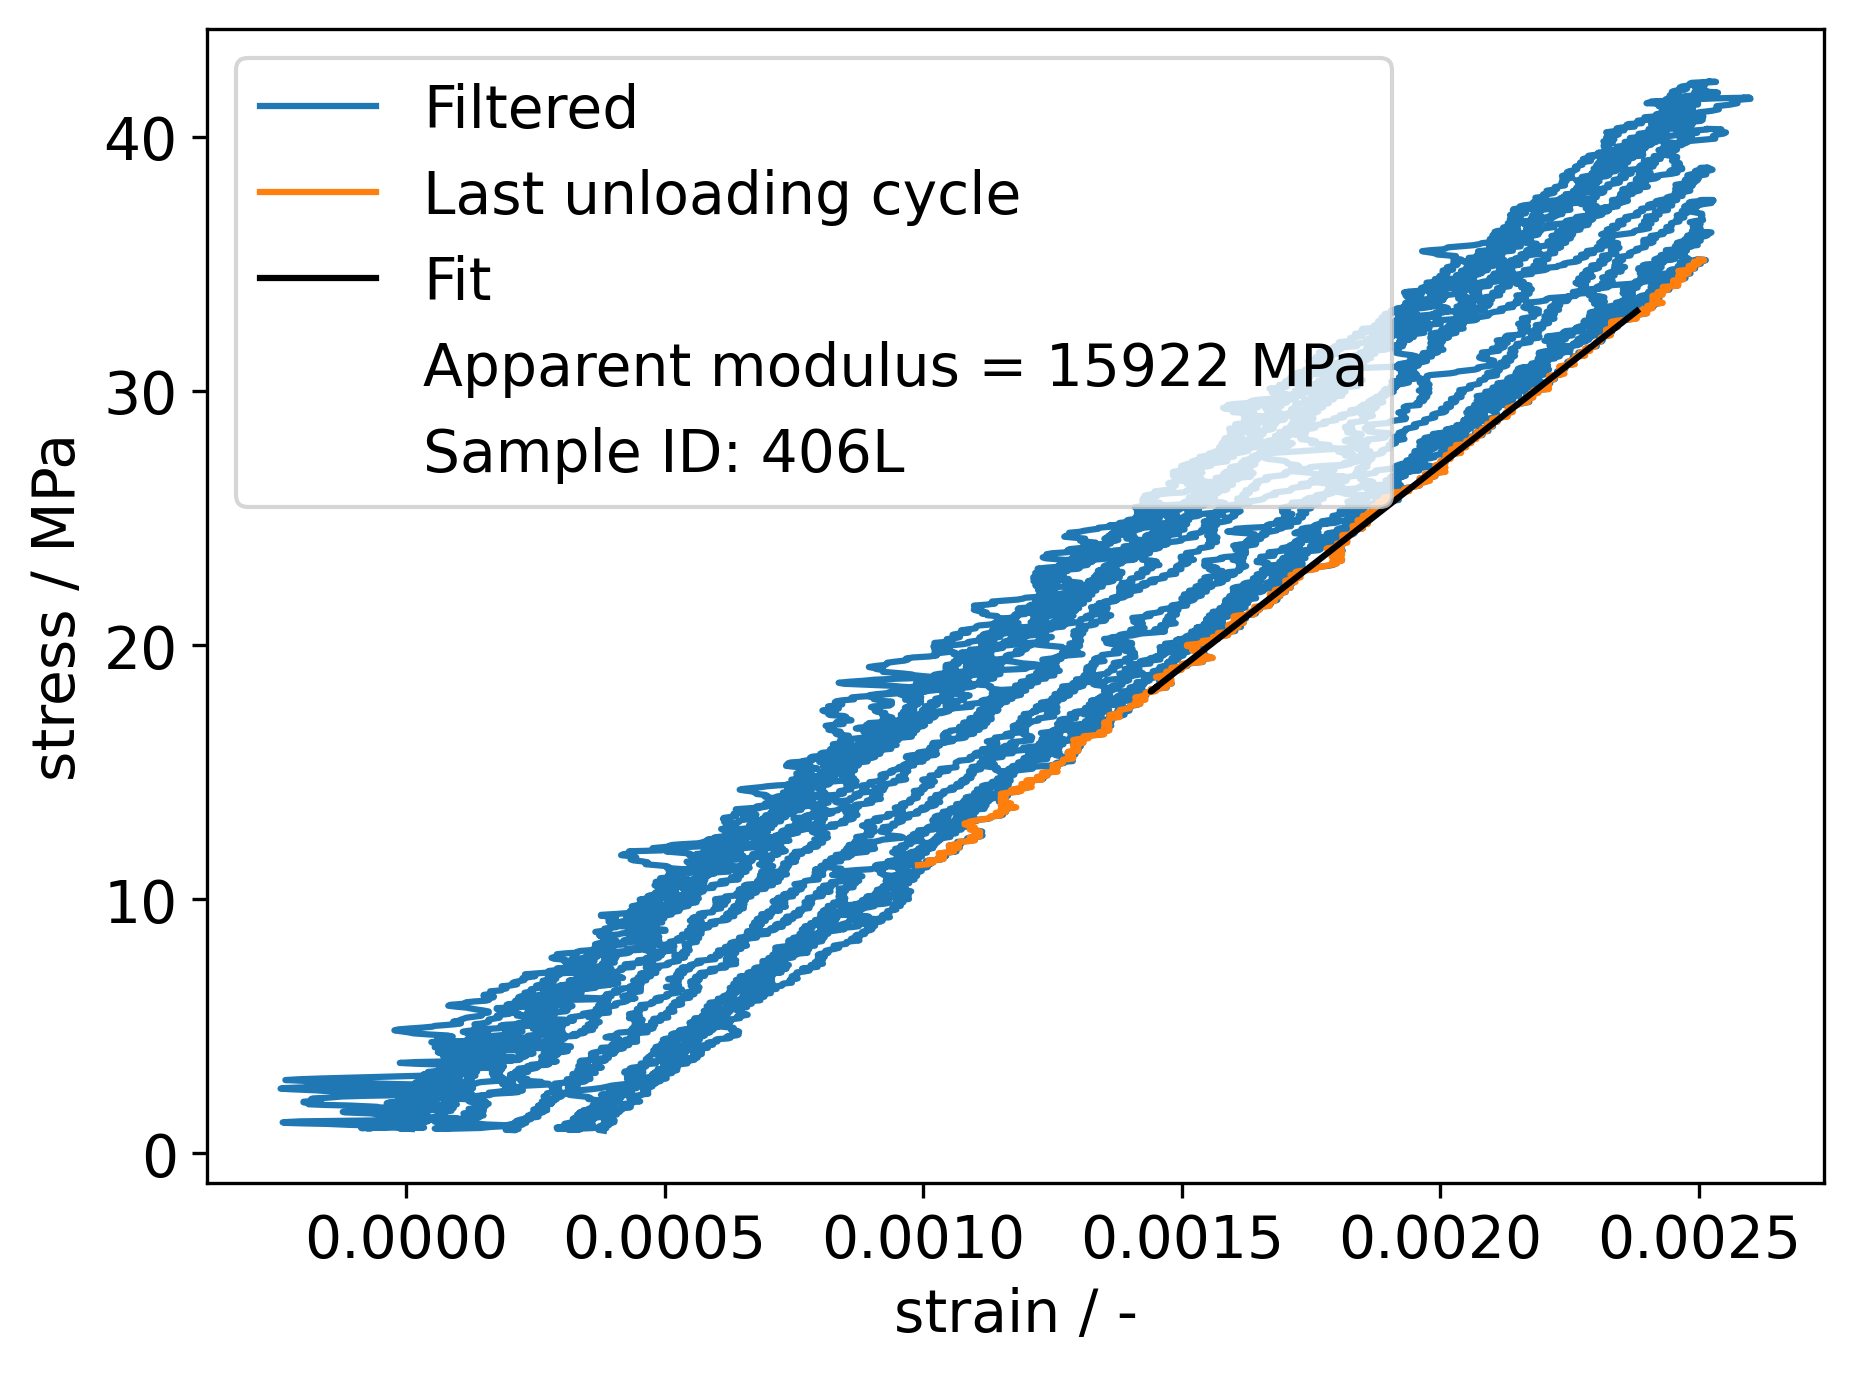 Filtered
Last unloading cycle
Fit
Apparent modulus = 15922 MPa
Sample ID: 406L
40
30
20
10
0
stress / MPa
0.0000 0.0005 0.0010 0.0015 0.0020 0.0025
strain / -